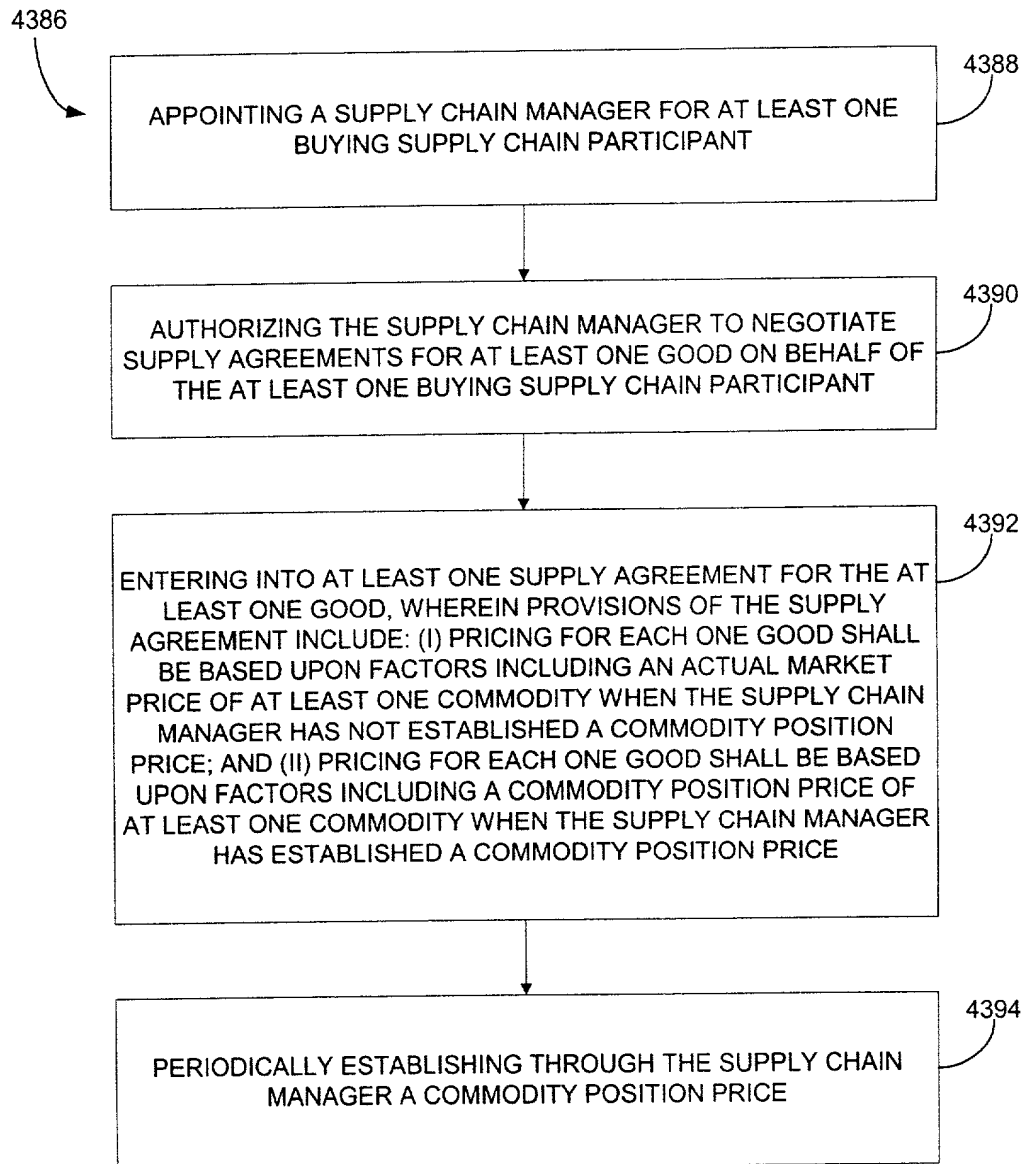 4386
4388
APPOINTING A SUPPLY CHAIN MANAGER FOR AT LEAST ONE
BUYING SUPPLY CHAIN PARTICIPANT
4390
AUTHORIZING THE SUPPLY CHAIN MANAGER TO NEGOTIATE
SUPPLY AGREEMENTS FOR AT LEAST ONE GOOD ON BEHALF OF
THE AT LEAST ONE BUYING SUPPLY CHAIN PARTICIPANT
4392
ENTERING INTO AT LEAST ONE SUPPLY AGREEMENT FOR THE AT
LEAST ONE GOOD, WHEREIN PROVISIONS OF THE SUPPLY
AGREEMENT INCLUDE: (I) PRICING FOR EACH ONE GOOD SHALL
BE BASED UPON FACTORS INCLUDING AN ACTUAL MARKET
PRICE OF AT LEAST ONE COMMODITY WHEN THE SUPPLY CHAIN
MANAGER HAS NOT ESTABLISHED A COMMODITY POSITION
PRICE; AND (II) PRICING FOR EACH ONE GOOD SHALL BE BASED
UPON FACTORS INCLUDING A COMMODITY POSITION PRICE OF
AT LEAST ONE COMMODITY WHEN THE SUPPLY CHAIN MANAGER
HAS ESTABLISHED A COMMODITY POSITION PRICE
4394
PERIODICALLY ESTABLISHING THROUGH THE SUPPLY CHAIN
MANAGER A COMMODITY POSITION PRICE